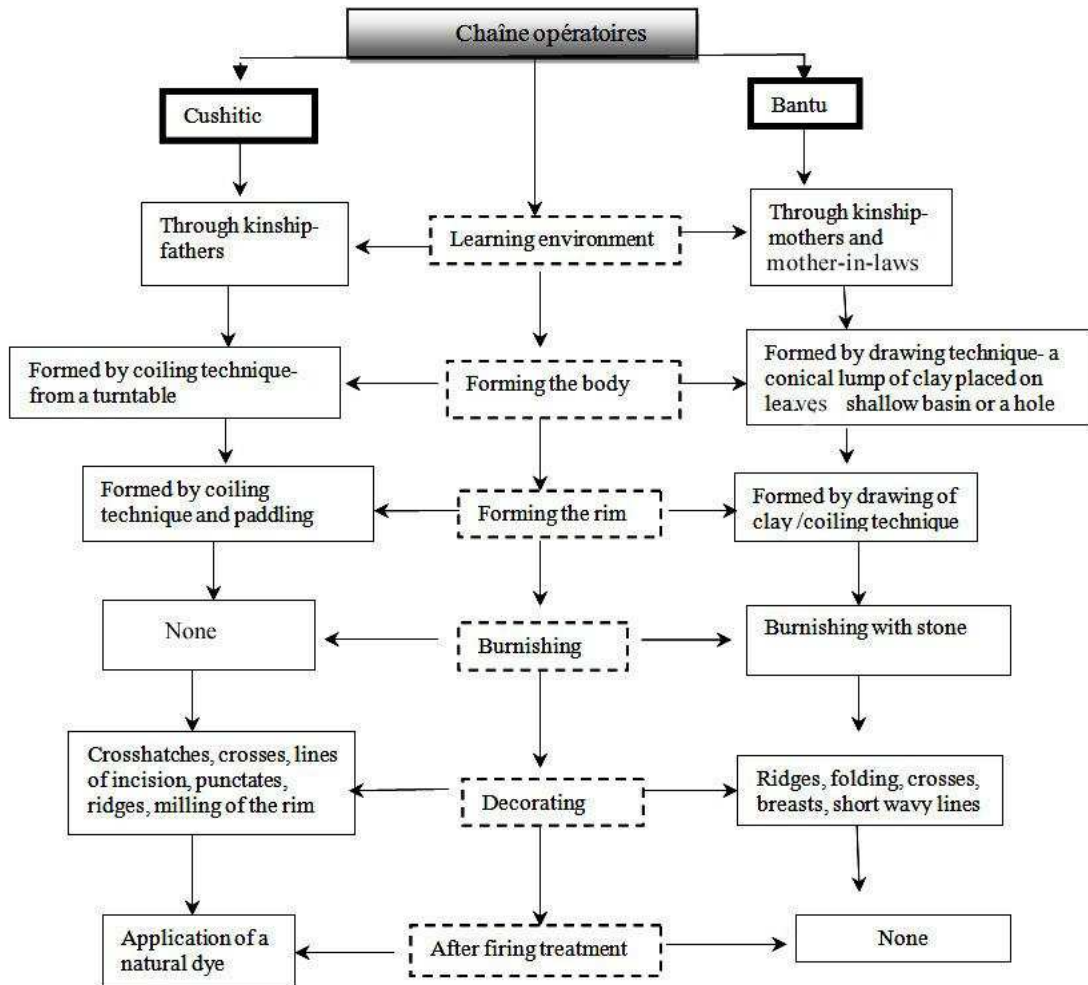 Chaîne opératoires
Cushitic
Bantu
Through kinship-
fathers
Learning environment
Through kinship-
mothers and
mother-in-laws
Formed by coiling technique-
from a turntable
Forming the body
Formed by drawing technique- a
conical lump of clay placed on
leaves shallow basin or a hole
Formed by coiling
technique and paddling
Forming the rim
Formed by drawing of
clay /coiling technique
None
Burnishing
Burnishing with stone
Crosshatches, crosses, lines
of incision, punctates,
ridges, milling of the rim
Decorating
Ridges, folding, crosses,
breasts, short wavy lines
Application of a
natural dye
After firing treatment
None